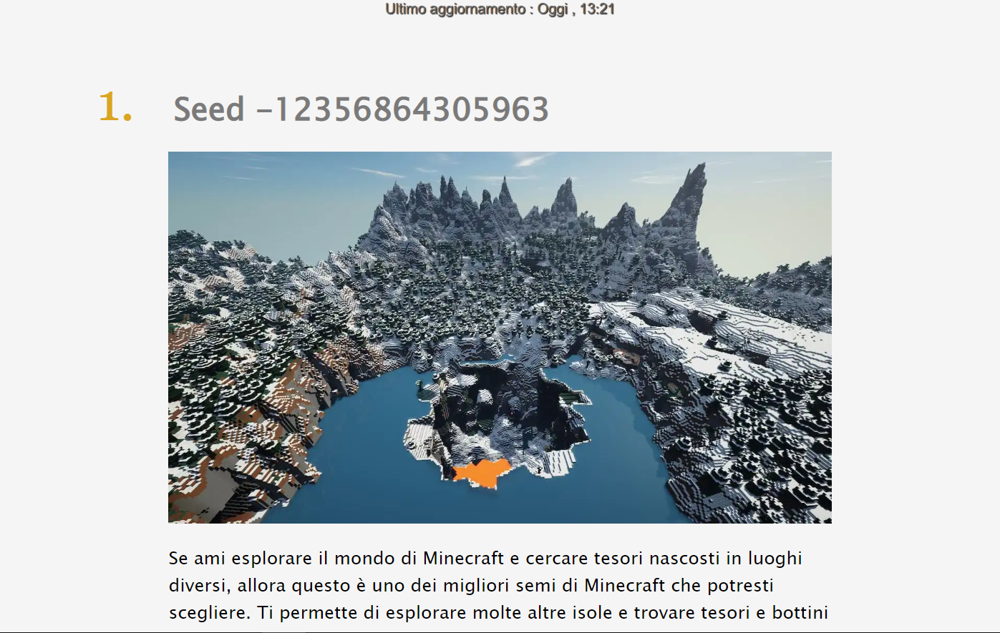 Ultimo aggiornamento : Oggi , 13:21
1. Seed -12356864305963
Se ami esplorare il mondo di Minecraft e cercare tesori nascosti in luoghi
diversi, allora questo è uno dei migliori semi di Minecraft che potresti
scegliere. Ti permette di esplorare molte altre isole e trovare tesori e bottini